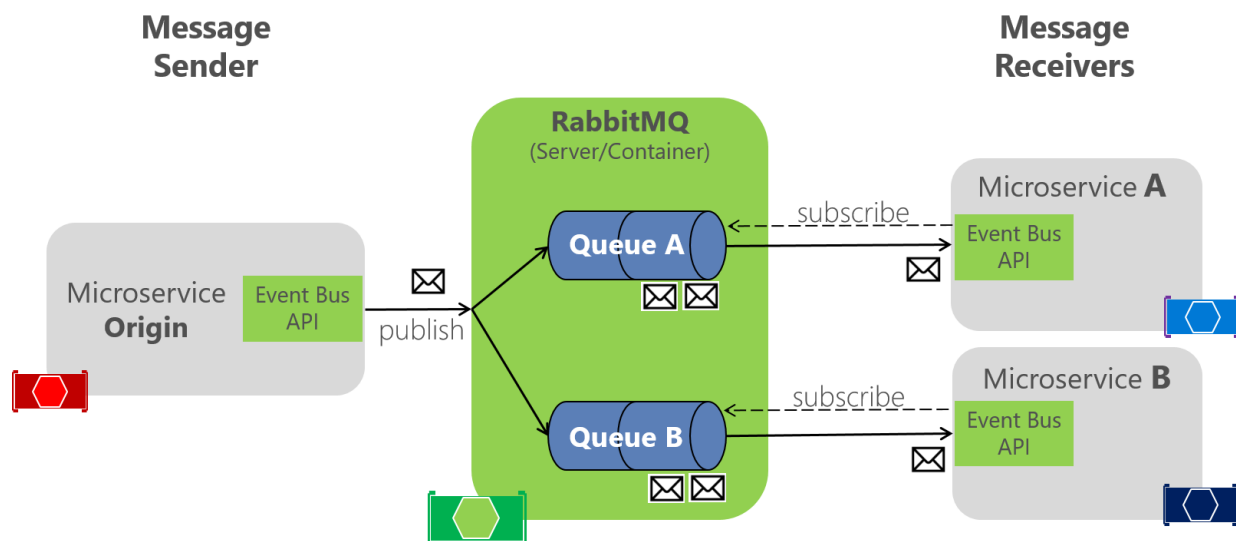 Message
Sender
Message
Receivers
RabbitMQ
(Server/Container)
Microservice
Origin
Event Bus
API
publish
Queue A
Queue B
subscribe
Microservice A
Event Bus
API
subscribe
Microservice B
Event Bus
API